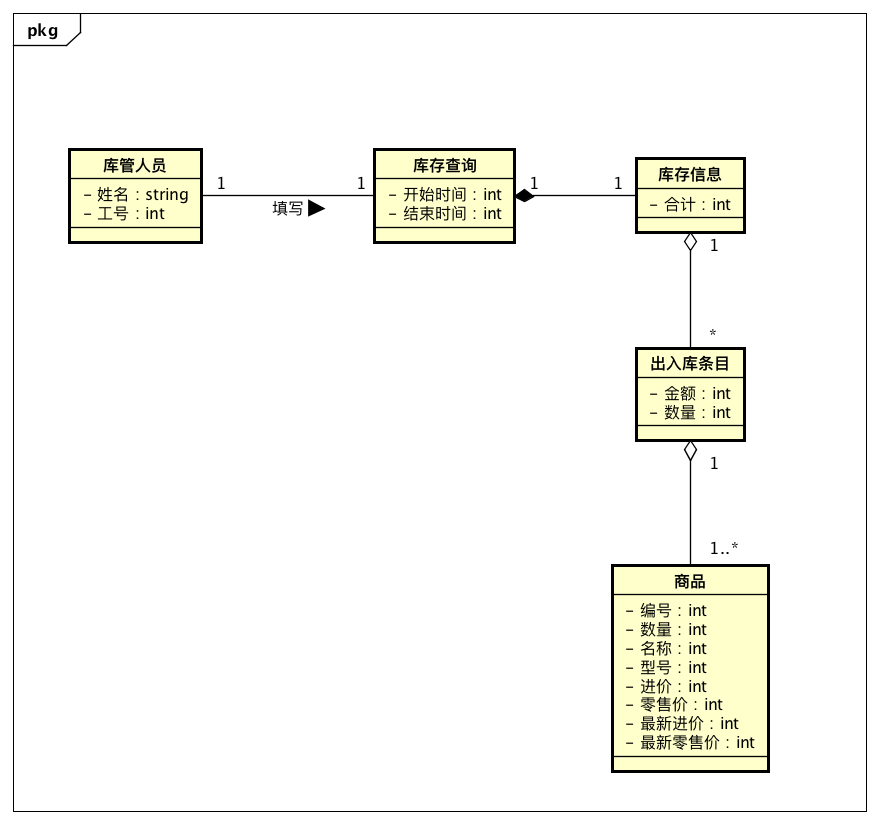 pkg
库管人员
- 姓名 : string
- 工号 : int
1
填写
1
库存查询
- 开始时间 : int
- 结束时间 : int
1
1
库存信息
- 合计 : int
1
*
出入库条目
- 金额 : int
- 数量 : int
1
1..*
商品
- 编号 : int
- 数量 : int
- 名称 : int
- 型号 : int
- 进价 : int
- 零售价 : int
- 最新进价 : int
- 最新零售价 : int